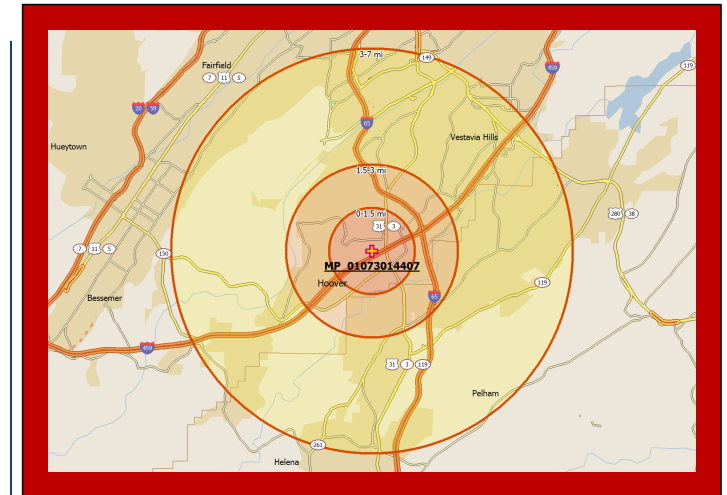 3-7 mi
149
Fairfield
7 11 5
459
119
20 59
65
Vestavia Hills
Hueytown
1.5-3 mi
0-1.5 mi
31 3
280 38
7 11 5
150
MP_01073014407
Hoover
119
Bessemer
65
459
31 3 119
Pelham
261
Helena